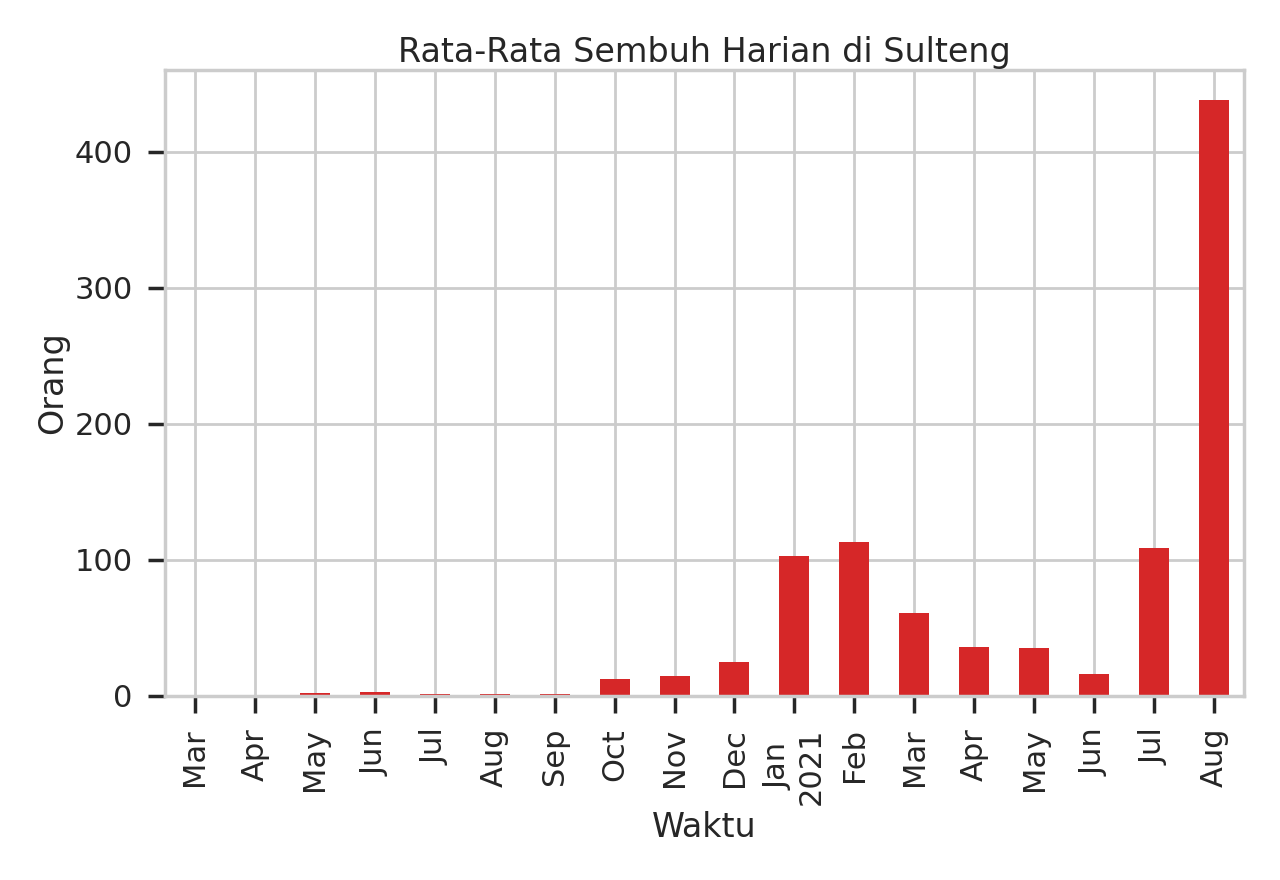 Rata-Rata Sembuh Harian di Sulteng
Orang
400
300
200
100
0
Mar
Apr
May
Jun
Jul
Aug
Sep
Oct
Nov
Dec
Jan
2021
Feb
Mar
Apr
May
Jun
Jul
Aug
Waktu